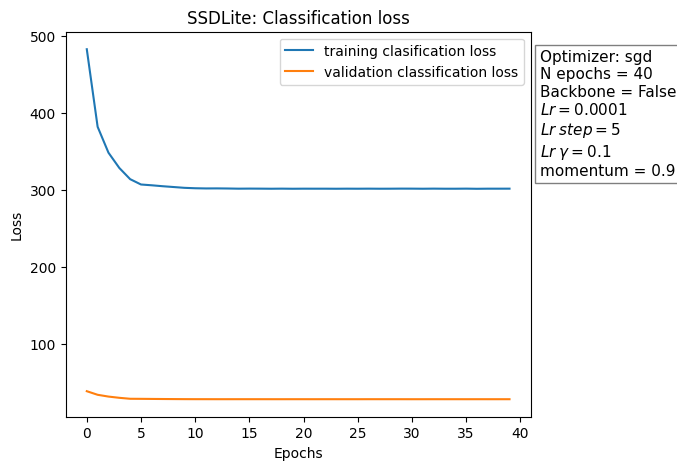 SSDLite: Classification loss
500
400
300
200
100
Loss
0
5
10
15
20
25
30
35
40
Epochs
training clasification loss
validation classification loss
Optimizer: sgd
N epochs = 40
Backbone = False
Lr = 0.0001
Lr step = 5
Lr γ = 0.1
momentum = 0.9